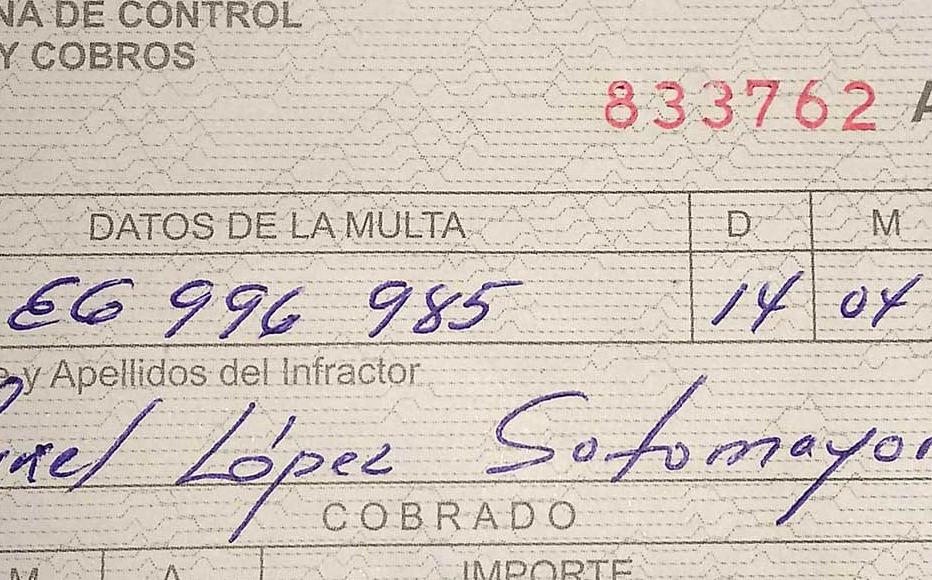 NA DE CONTROL
Y COBROS
833762 A
DATOS DE LA MULTA D M
EG 996 985 14 04
e y Apellidos del Infractor
López Sotomayor
COBRADO
M A IMPORTE